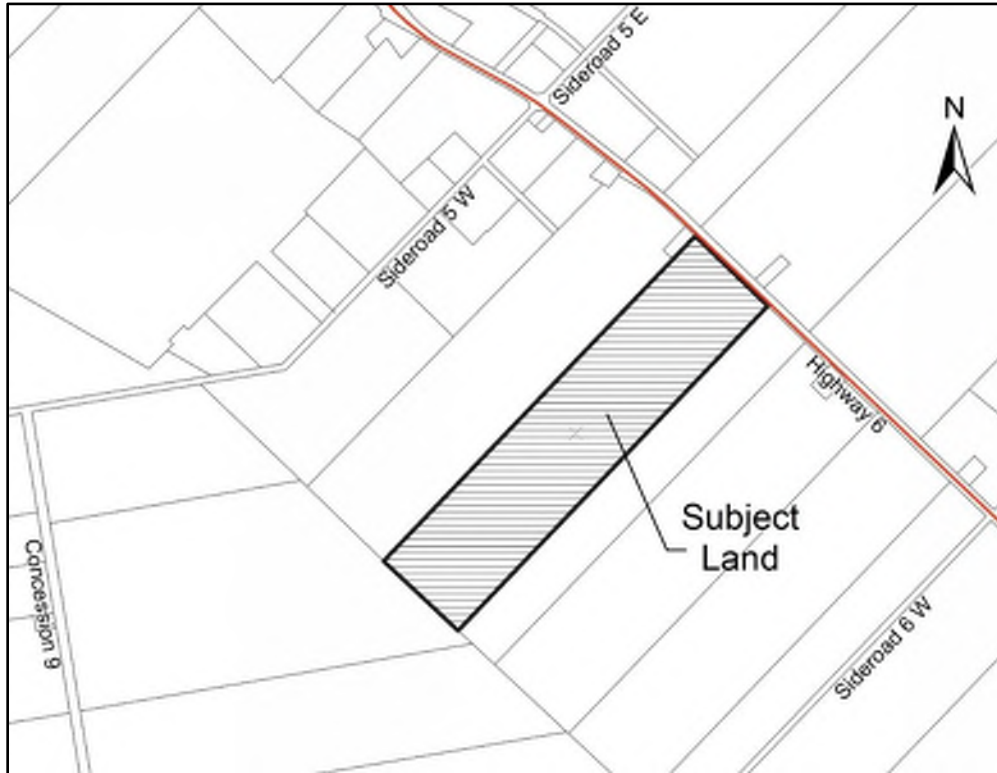 Sideroad 5 E
N
Sideroad 5 W
Highway 6
Subject
Land
Concession 9
Sideroad 6 W